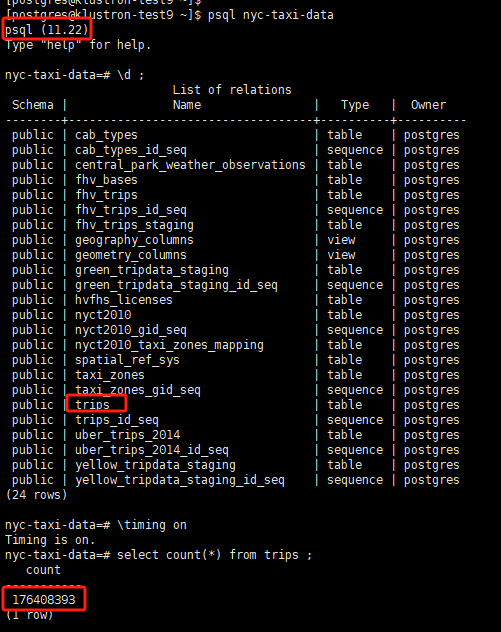 [postgres@klustron-test9 ~]$
[postgres@klustron-test9 ~]$ psql nyc-taxi-data
psql (11.22)
Type "help" for help.
nyc-taxi-data=# \d ;
List of relations
Schema | Name | Type | Owner
--------+--------------------------------+----------+----------
public | cab_types | table | postgres
public | cab_types_id_seq | sequence | postgres
public | central_park_weather_observations | table | postgres
public | fhv_bases | table | postgres
public | fhv_trips | table | postgres
public | fhv_trips_id_seq | sequence | postgres
public | fhv_trips_staging | table | postgres
public | geography_columns | view | postgres
public | geometry_columns | view | postgres
public | green_tripdata_staging | table | postgres
public | green_tripdata_staging_id_seq | sequence | postgres
public | hvfhs_licenses | table | postgres
public | nyct2010 | table | postgres
public | nyct2010_gid_seq | sequence | postgres
public | nyct2010_taxi_zones_mapping | table | postgres
public | spatial_ref_sys | table | postgres
public | taxi_zones | table | postgres
public | taxi_zones_gid_seq | sequence | postgres
public | trips | table | postgres
public | trips_id_seq | sequence | postgres
public | uber_trips_2014 | table | postgres
public | uber_trips_2014_id_seq | sequence | postgres
public | yellow_tripdata_staging | table | postgres
public | yellow_tripdata_staging_id_seq | sequence | postgres
(24 rows)
nyc-taxi-data=# \timing on
Timing is on.
nyc-taxi-data=# select count(*) from trips ;
count
-----------
176408393
(1 row)